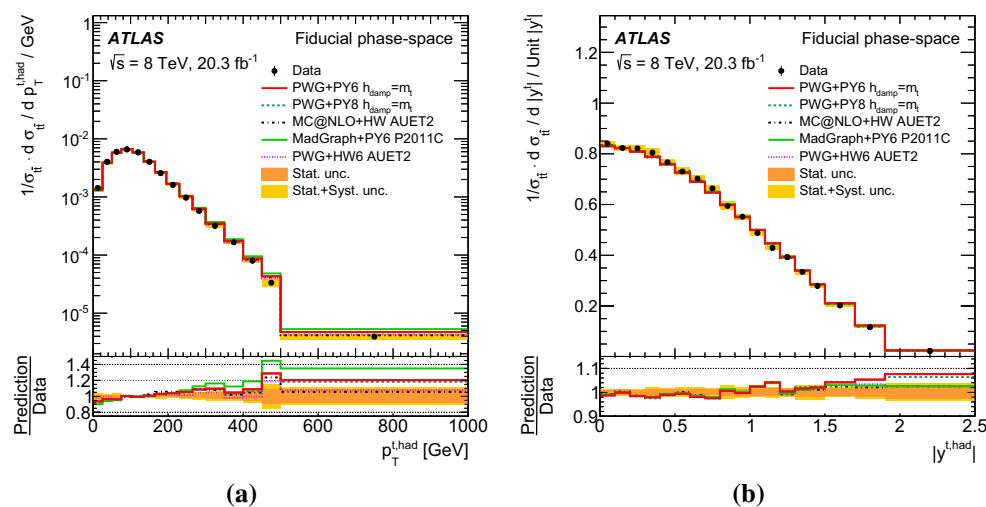 ATLAS
Fiducial phase-space
√s = 8 TeV, 20.3 fb⁻¹
Data
PWG+PY6 h_damp=m_t
PWG+PY8 h_damp=m_t
MC@NLO+HW AUET2
MadGraph+PY6 P2011C
PWG+HW6 AUET2
Stat. unc.
Stat.+Syst. unc.
1/σ_tt̄ · d σ_tt̄ / d p_T^t,had / GeV
1
10⁻¹
10⁻²
10⁻³
10⁻⁴
10⁻⁵
Prediction
Data
1.4
1.2
1
0.8
0 200 400 600 800 1000
p_T^t,had [GeV]
(a)
ATLAS
Fiducial phase-space
√s = 8 TeV, 20.3 fb⁻¹
Data
PWG+PY6 h_damp=m_t
PWG+PY8 h_damp=m_t
MC@NLO+HW AUET2
MadGraph+PY6 P2011C
PWG+HW6 AUET2
Stat. unc.
Stat.+Syst. unc.
1/σ_tt̄ · d σ_tt̄ / d |y^t| / Unit |y^t|
1.2
1
0.8
0.6
0.4
0.2
Prediction
Data
1.1
1
0.9
0 0.5 1 1.5 2 2.5
|y^t,had|
(b)